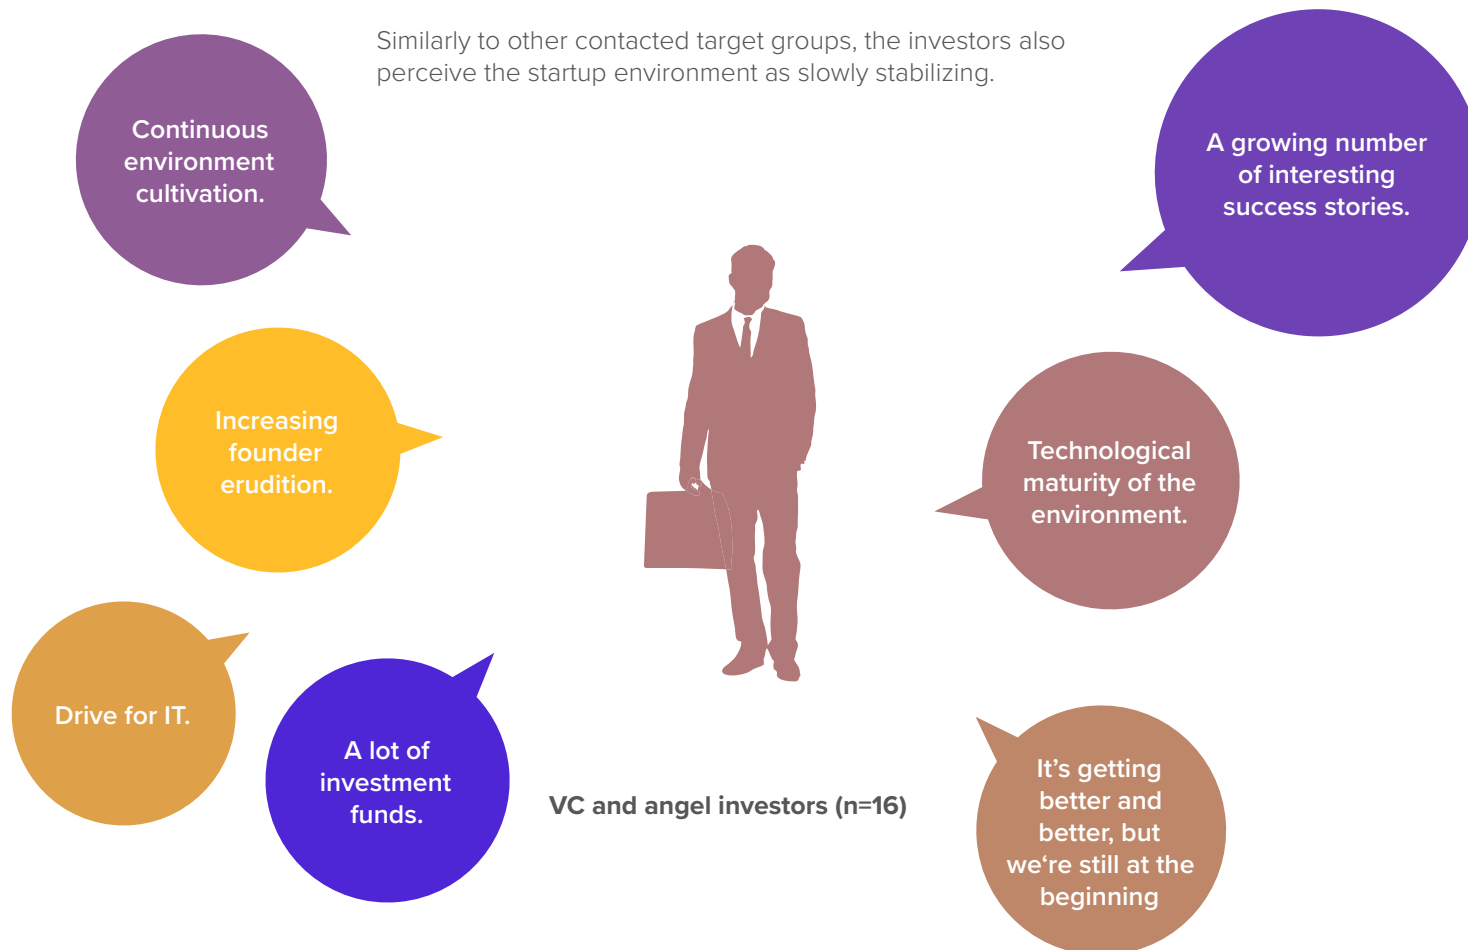 Similarly to other contacted target groups, the investors also
perceive the startup environment as slowly stabilizing.
Continuous
environment
cultivation.
A growing number
of interesting
success stories.
Increasing
founder
erudition.
Technological
maturity of the
environment.
Drive for IT.
A lot of
investment
funds.
VC and angel investors (n=16)
It’s getting
better and
better, but
we‘re still at the
beginning